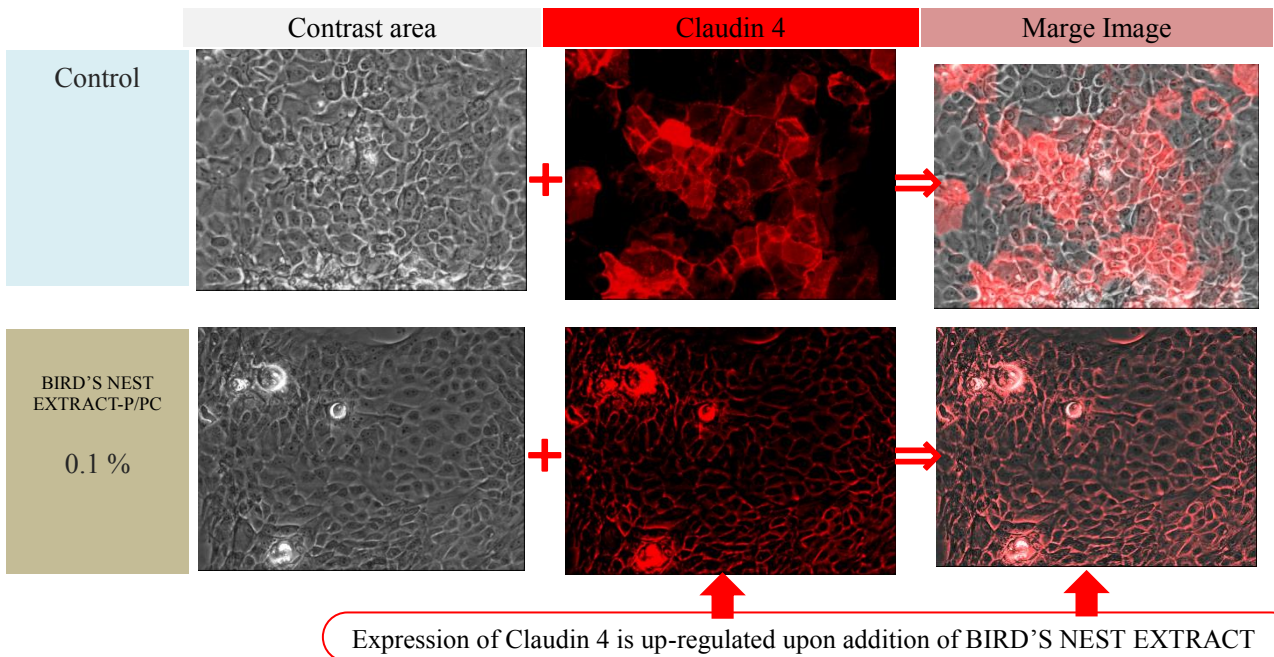 Contrast area
Claudin 4
Marge Image
Control
+
⇒
BIRD’S NEST
EXTRACT-P/PC
0.1 %
+
⇒
Expression of Claudin 4 is up-regulated upon addition of BIRD’S NEST EXTRACT